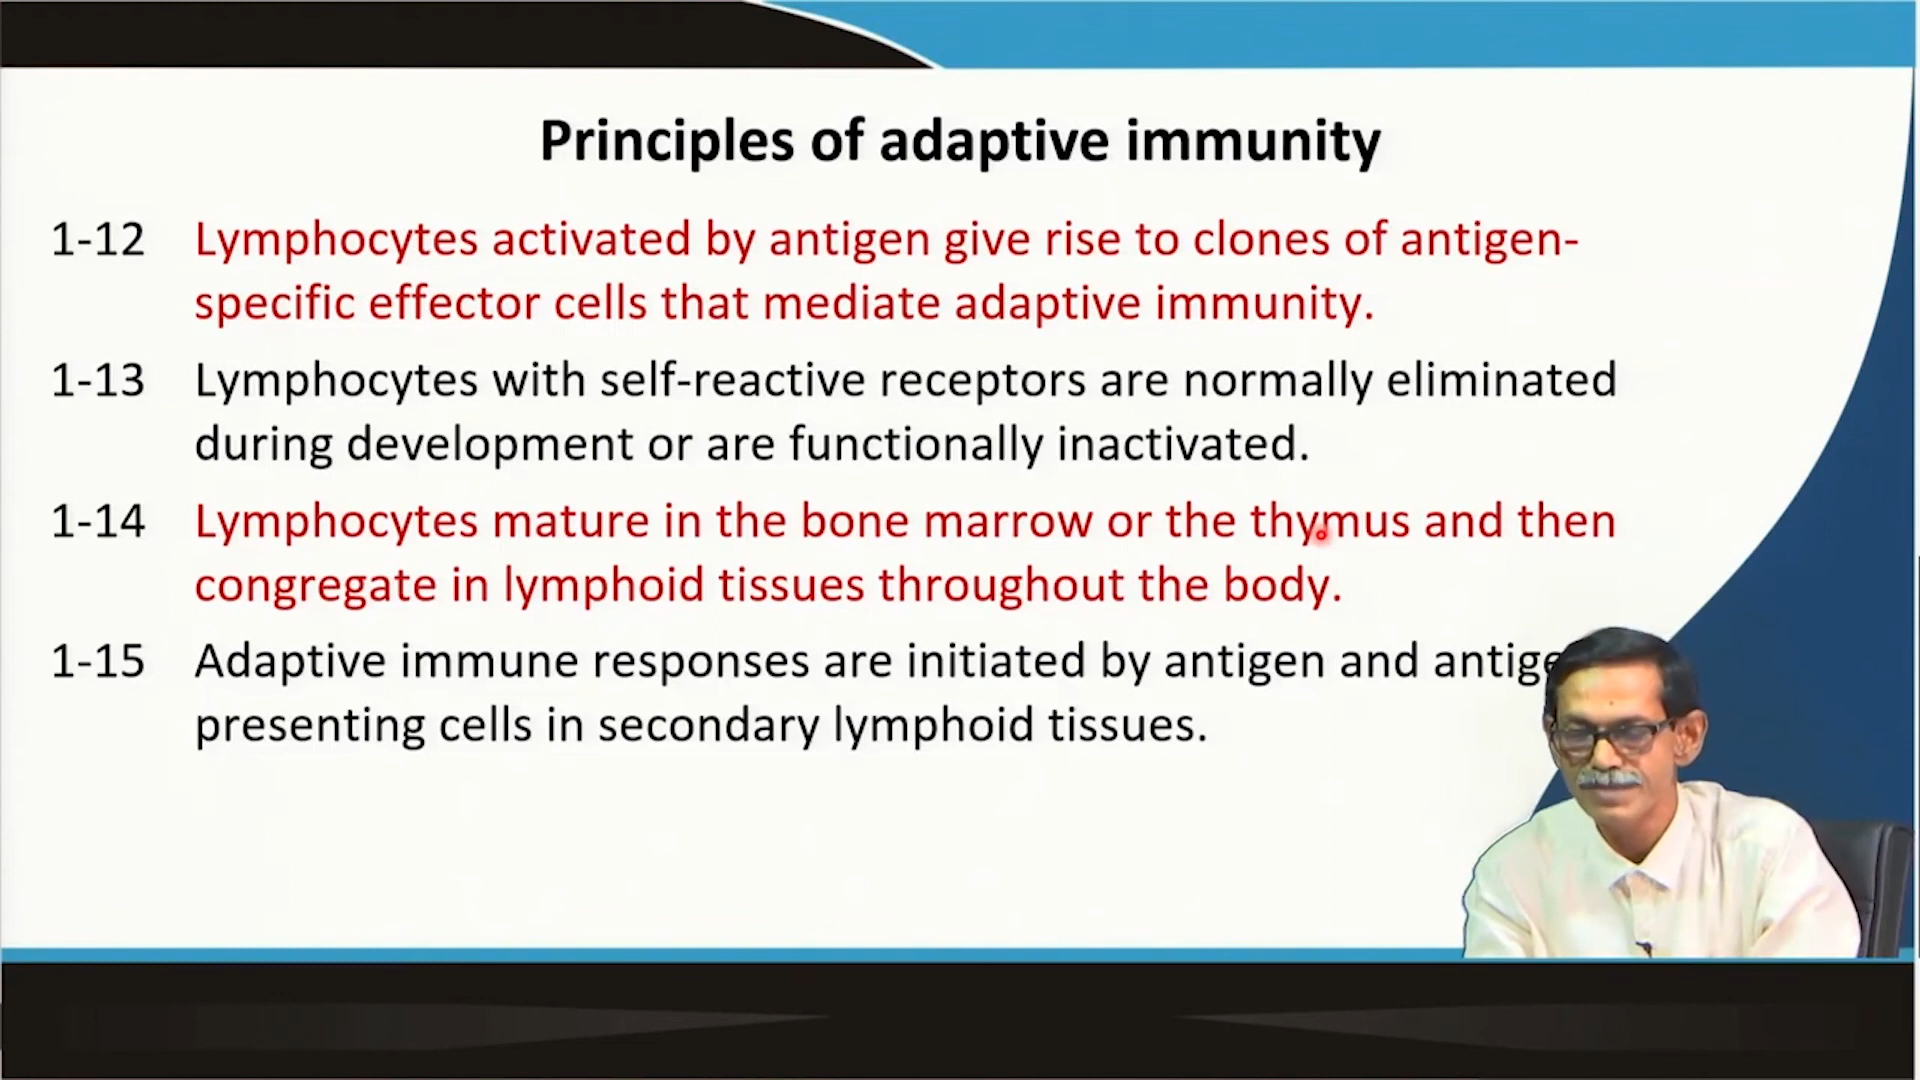 Principles of adaptive immunity
1-12 Lymphocytes activated by antigen give rise to clones of antigen-
specific effector cells that mediate adaptive immunity.
1-13 Lymphocytes with self-reactive receptors are normally eliminated
during development or are functionally inactivated.
1-14 Lymphocytes mature in the bone marrow or the thymus and then
congregate in lymphoid tissues throughout the body.
1-15 Adaptive immune responses are initiated by antigen and antige
presenting cells in secondary lymphoid tissues.